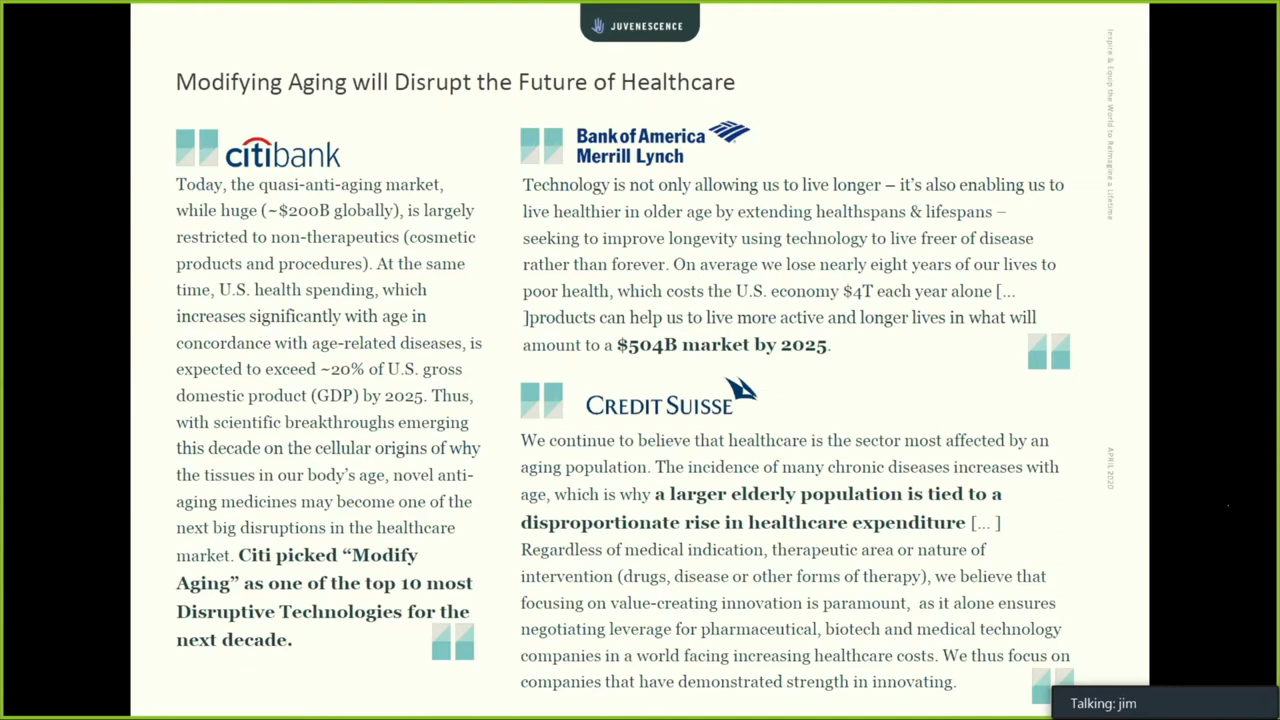 JUVENESCENCE
Modifying Aging will Disrupt the Future of Healthcare
citibank
Today, the quasi-anti-aging market,
while huge (~$200B globally), is largely
restricted to non-therapeutics (cosmetic
products and procedures). At the same
time, U.S. health spending, which
increases significantly with age in
concordance with age-related diseases, is
expected to exceed ~20% of U.S. gross
domestic product (GDP) by 2025. Thus,
with scientific breakthroughs emerging
this decade on the cellular origins of why
the tissues in our body's age, novel anti-
aging medicines may become one of the
next big disruptions in the healthcare
market. Citi picked “Modify
Aging” as one of the top 10 most
Disruptive Technologies for the
next decade.
Bank of America
Merrill Lynch
Technology is not only allowing us to live longer – it's also enabling us to
live healthier in older age by extending healthspans & lifespans –
seeking to improve longevity using technology to live freer of disease
rather than forever. On average we lose nearly eight years of our lives to
poor health, which costs the U.S. economy $4T each year alone [...
]products can help us to live more active and longer lives in what will
amount to a $504B market by 2025.
CREDIT SUISSE
We continue to believe that healthcare is the sector most affected by an
aging population. The incidence of many chronic diseases increases with
age, which is why a larger elderly population is tied to a
disproportionate rise in healthcare expenditure [... ]
Regardless of medical indication, therapeutic area or nature of
intervention (drugs, disease or other forms of therapy), we believe that
focusing on value-creating innovation is paramount,  as it alone ensures
negotiating leverage for pharmaceutical, biotech and medical technology
companies in a world facing increasing healthcare costs. We thus focus on
companies that have demonstrated strength in innovating.
Inspire & Equip the World to Reimagine a Lifetime
APRIL 2020
Talking: jim